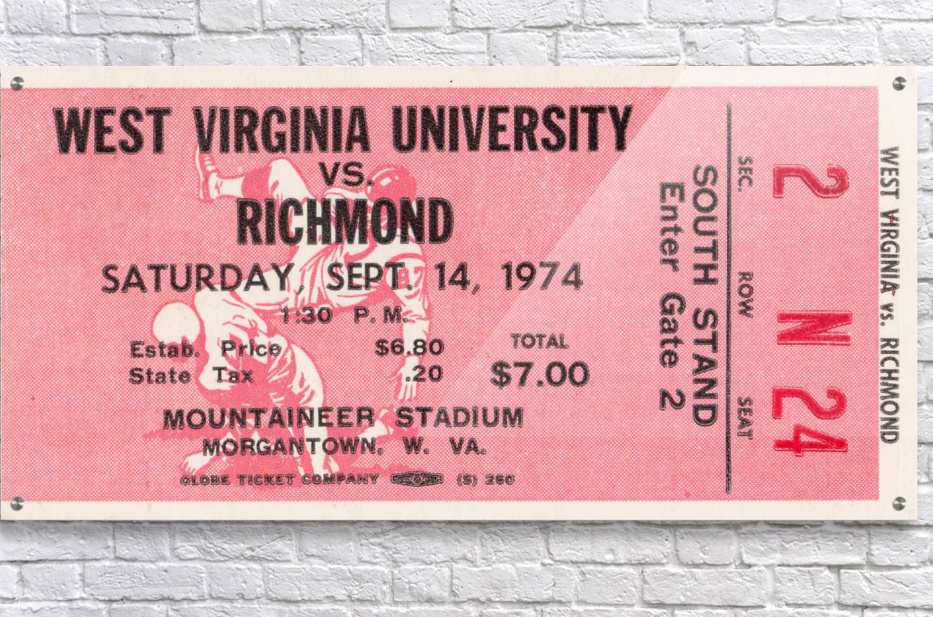 WEST VIRGINIA UNIVERSITY
VS.
RICHMOND
SATURDAY, SEPT. 14, 1974
1:30 P.M.
Estab. Price $6.80
State Tax .20
TOTAL
$7.00
MOUNTAINEER STADIUM
MORGANTOWN, W. VA.
GLOBE TICKET COMPANY (S) 260
SOUTH STAND
Enter Gate 2
SEC. 2
ROW N
SEAT 24
WEST VIRGINIA vs. RICHMOND